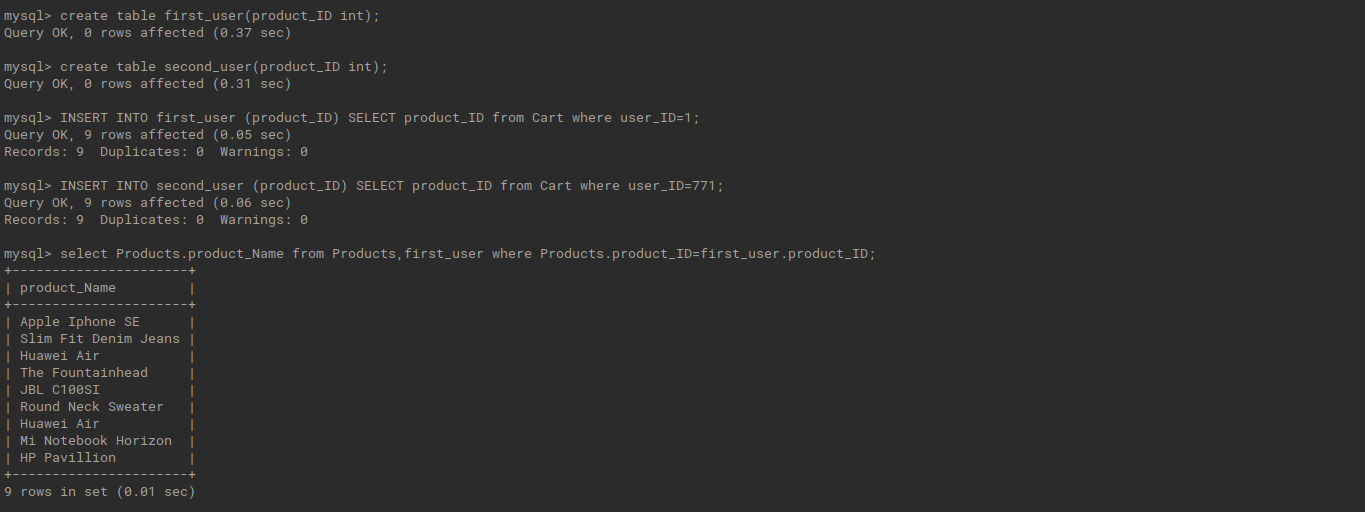 mysql> create table first_user(product_ID int);
Query OK, 0 rows affected (0.37 sec)
mysql> create table second_user(product_ID int);
Query OK, 0 rows affected (0.31 sec)
mysql> INSERT INTO first_user (product_ID) SELECT product_ID from Cart where user_ID=1;
Query OK, 9 rows affected (0.05 sec)
Records: 9  Duplicates: 0  Warnings: 0
mysql> INSERT INTO second_user (product_ID) SELECT product_ID from Cart where user_ID=771;
Query OK, 9 rows affected (0.06 sec)
Records: 9  Duplicates: 0  Warnings: 0
mysql> select Products.product_Name from Products,first_user where Products.product_ID=first_user.product_ID;
+----------------------+
| product_Name         |
+----------------------+
| Apple Iphone SE      |
| Slim Fit Denim Jeans |
| Huawei Air           |
| The Fountainhead     |
| JBL C100SI           |
| Round Neck Sweater   |
| Huawei Air           |
| Mi Notebook Horizon  |
| HP Pavillion         |
+----------------------+
9 rows in set (0.01 sec)